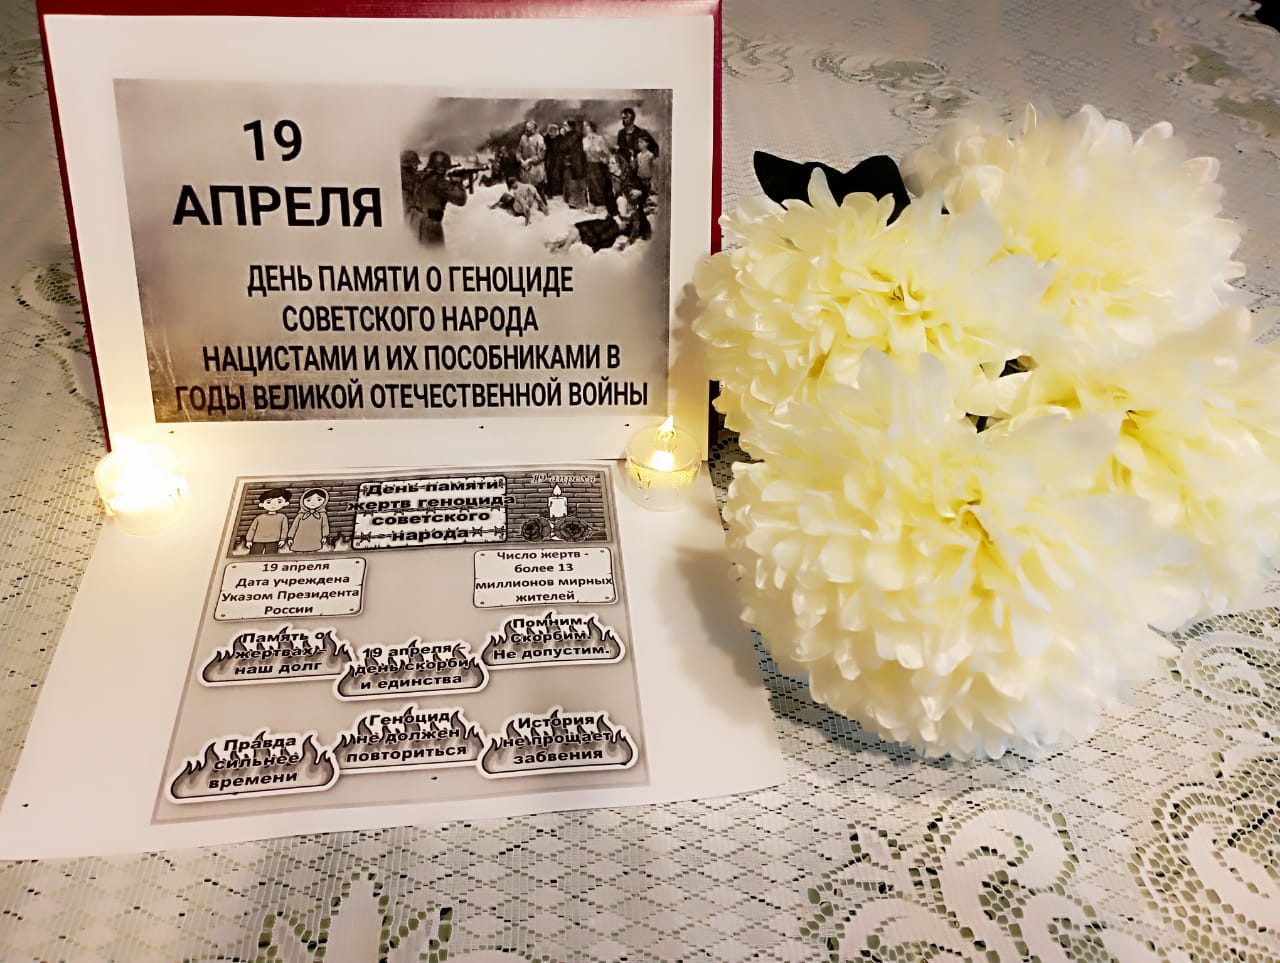 19
АПРЕЛЯ
ДЕНЬ ПАМЯТИ О ГЕНОЦИДЕ
СОВЕТСКОГО НАРОДА
НАЦИСТАМИ И ИХ ПОСОБНИКАМИ В
ГОДЫ ВЕЛИКОЙ ОТЕЧЕСТВЕННОЙ ВОЙНЫ
19 апреля
День памяти
жертв геноцида
советского
народа
19 апреля
Дата учреждена
Указом Президента
России
Число жертв -
более 13
миллионов мирных
жителей
Память о
жертвах -
наш долг
19 апреля
день скорби
и единства
Помним.
Скорбим.
Не допустим.
Правда
сильнее
времени
Геноцид
не должен
повториться
История
не прощает
забвения